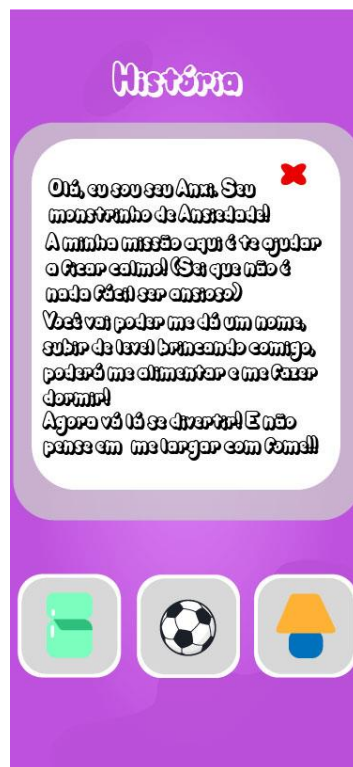 História
Olá, eu sou seu Anxi. Seu
monstrinho de Ansiedade!
A minha missão aqui é te ajudar
a ficar calmo! (Sei que não é
nada fácil ser ansioso)
Você vai poder me dá um nome,
subir de level brincando comigo,
poderá me alimentar e me fazer
dormir!
Agora vá lá se divertir! E não
pense em me largar com fome!!